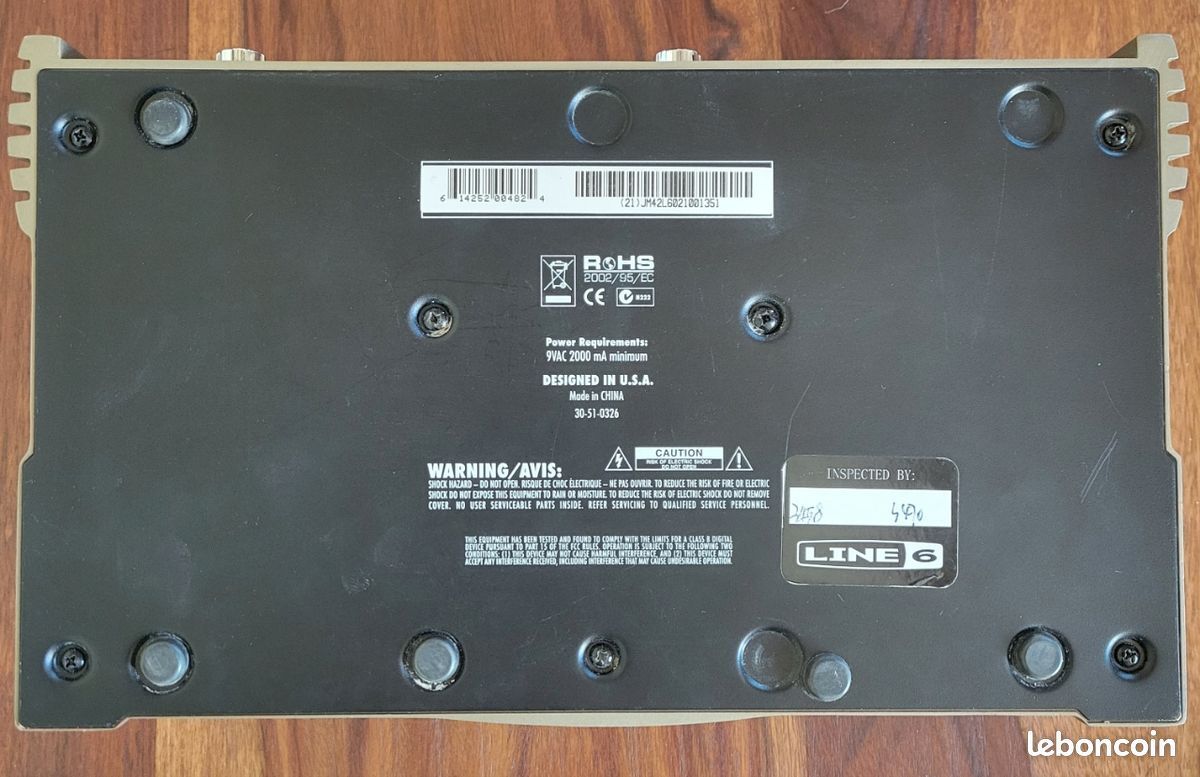 6 14252 00482 4
(21)JM42L6021001351
RoHS
2002/95/EC
CE
N222
Power Requirements:
9VAC 2000 mA minimum
DESIGNED IN U.S.A.
Made in CHINA
30-51-0326
WARNING/AVIS:
CAUTION
RISK OF ELECTRIC SHOCK
DO NOT OPEN
SHOCK HAZARD – DO NOT OPEN. RISQUE DE CHOC ÉLECTRIQUE – NE PAS OUVRIR. TO REDUCE THE RISK OF FIRE OR ELECTRIC
SHOCK DO NOT EXPOSE THIS EQUIPMENT TO RAIN OR MOISTURE. TO REDUCE THE RISK OF ELECTRIC SHOCK DO NOT REMOVE
COVER. NO USER SERVICEABLE PARTS INSIDE. REFER SERVICING TO QUALIFIED SERVICE PERSONNEL.
THIS EQUIPMENT HAS BEEN TESTED AND FOUND TO COMPLY WITH THE LIMITS FOR A CLASS B DIGITAL
DEVICE PURSUANT TO PART 15 OF THE FCC RULES. OPERATION IS SUBJECT TO THE FOLLOWING TWO
CONDITIONS: (1) THIS DEVICE MAY NOT CAUSE HARMFUL INTERFERENCE, AND (2) THIS DEVICE MUST
ACCEPT ANY INTERFERENCE RECEIVED, INCLUDING INTERFERENCE THAT MAY CAUSE UNDESIRABLE OPERATION.
INSPECTED BY:
LINE 6
leboncoin